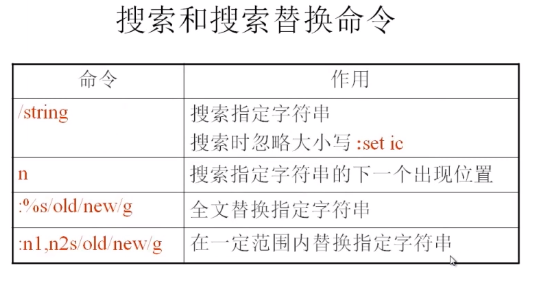 搜索和搜索替换命令
命令 作用
/string 搜索指定字符串
搜索时忽略大小写 :set ic
n 搜索指定字符串的下一个出现位置
:%s/old/new/g 全文替换指定字符串
:n1,n2s/old/new/g 在一定范围内替换指定字符串